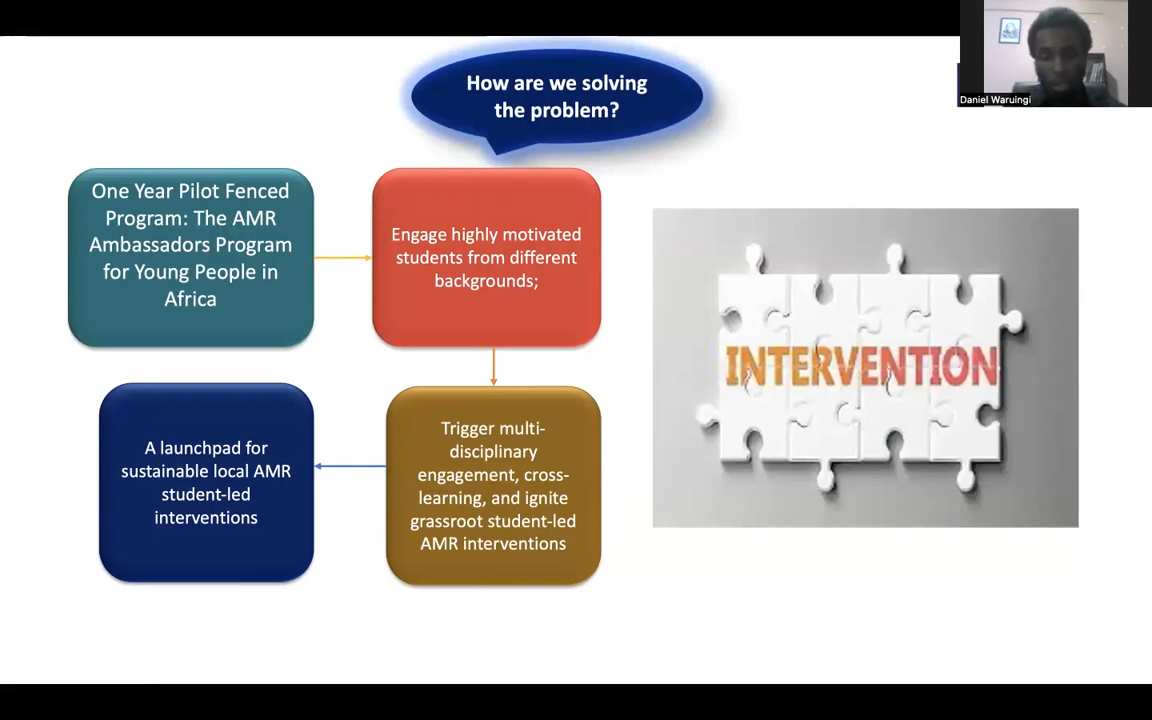 How are we solving
the problem?
Daniel Waruingi
One Year Pilot Fenced
Program: The AMR
Ambassadors Program
for Young People in
Africa
Engage highly motivated
students from different
backgrounds;
INTERVENTION
A launchpad for
sustainable local AMR
student-led
interventions
Trigger multi-
disciplinary
engagement, cross-
learning, and ignite
grassroot student-led
AMR interventions